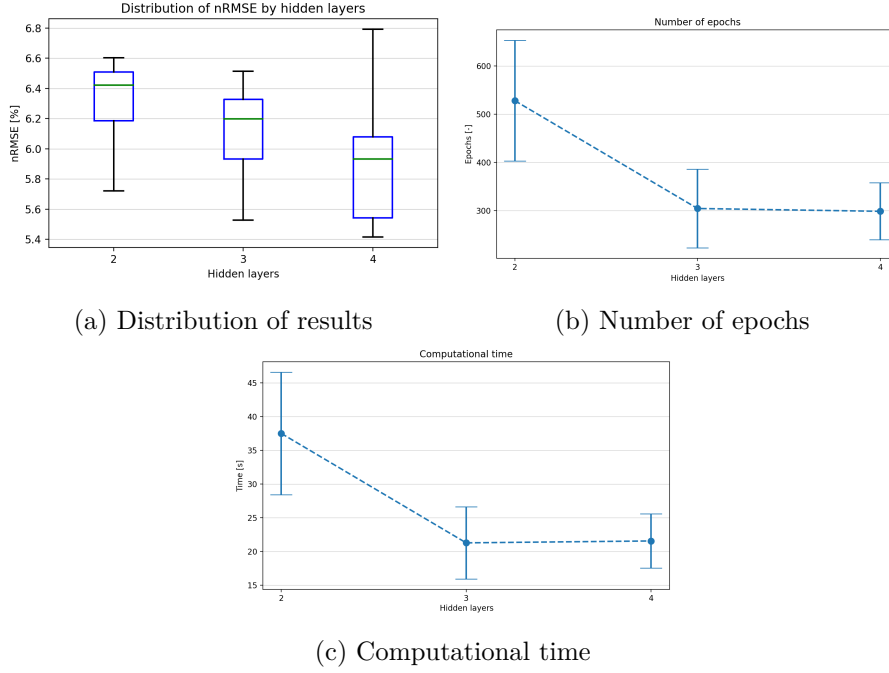 Distribution of nRMSE by hidden layers
nRMSE [%]
6.8
6.6
6.4
6.2
6.0
5.8
5.6
5.4
2 3 4
Hidden layers
(a) Distribution of results
Number of epochs
Epochs [-]
600
500
400
300
2 3 4
Hidden layers
(b) Number of epochs
Computational time
Time [s]
45
40
35
30
25
20
15
2 3 4
Hidden layers
(c) Computational time